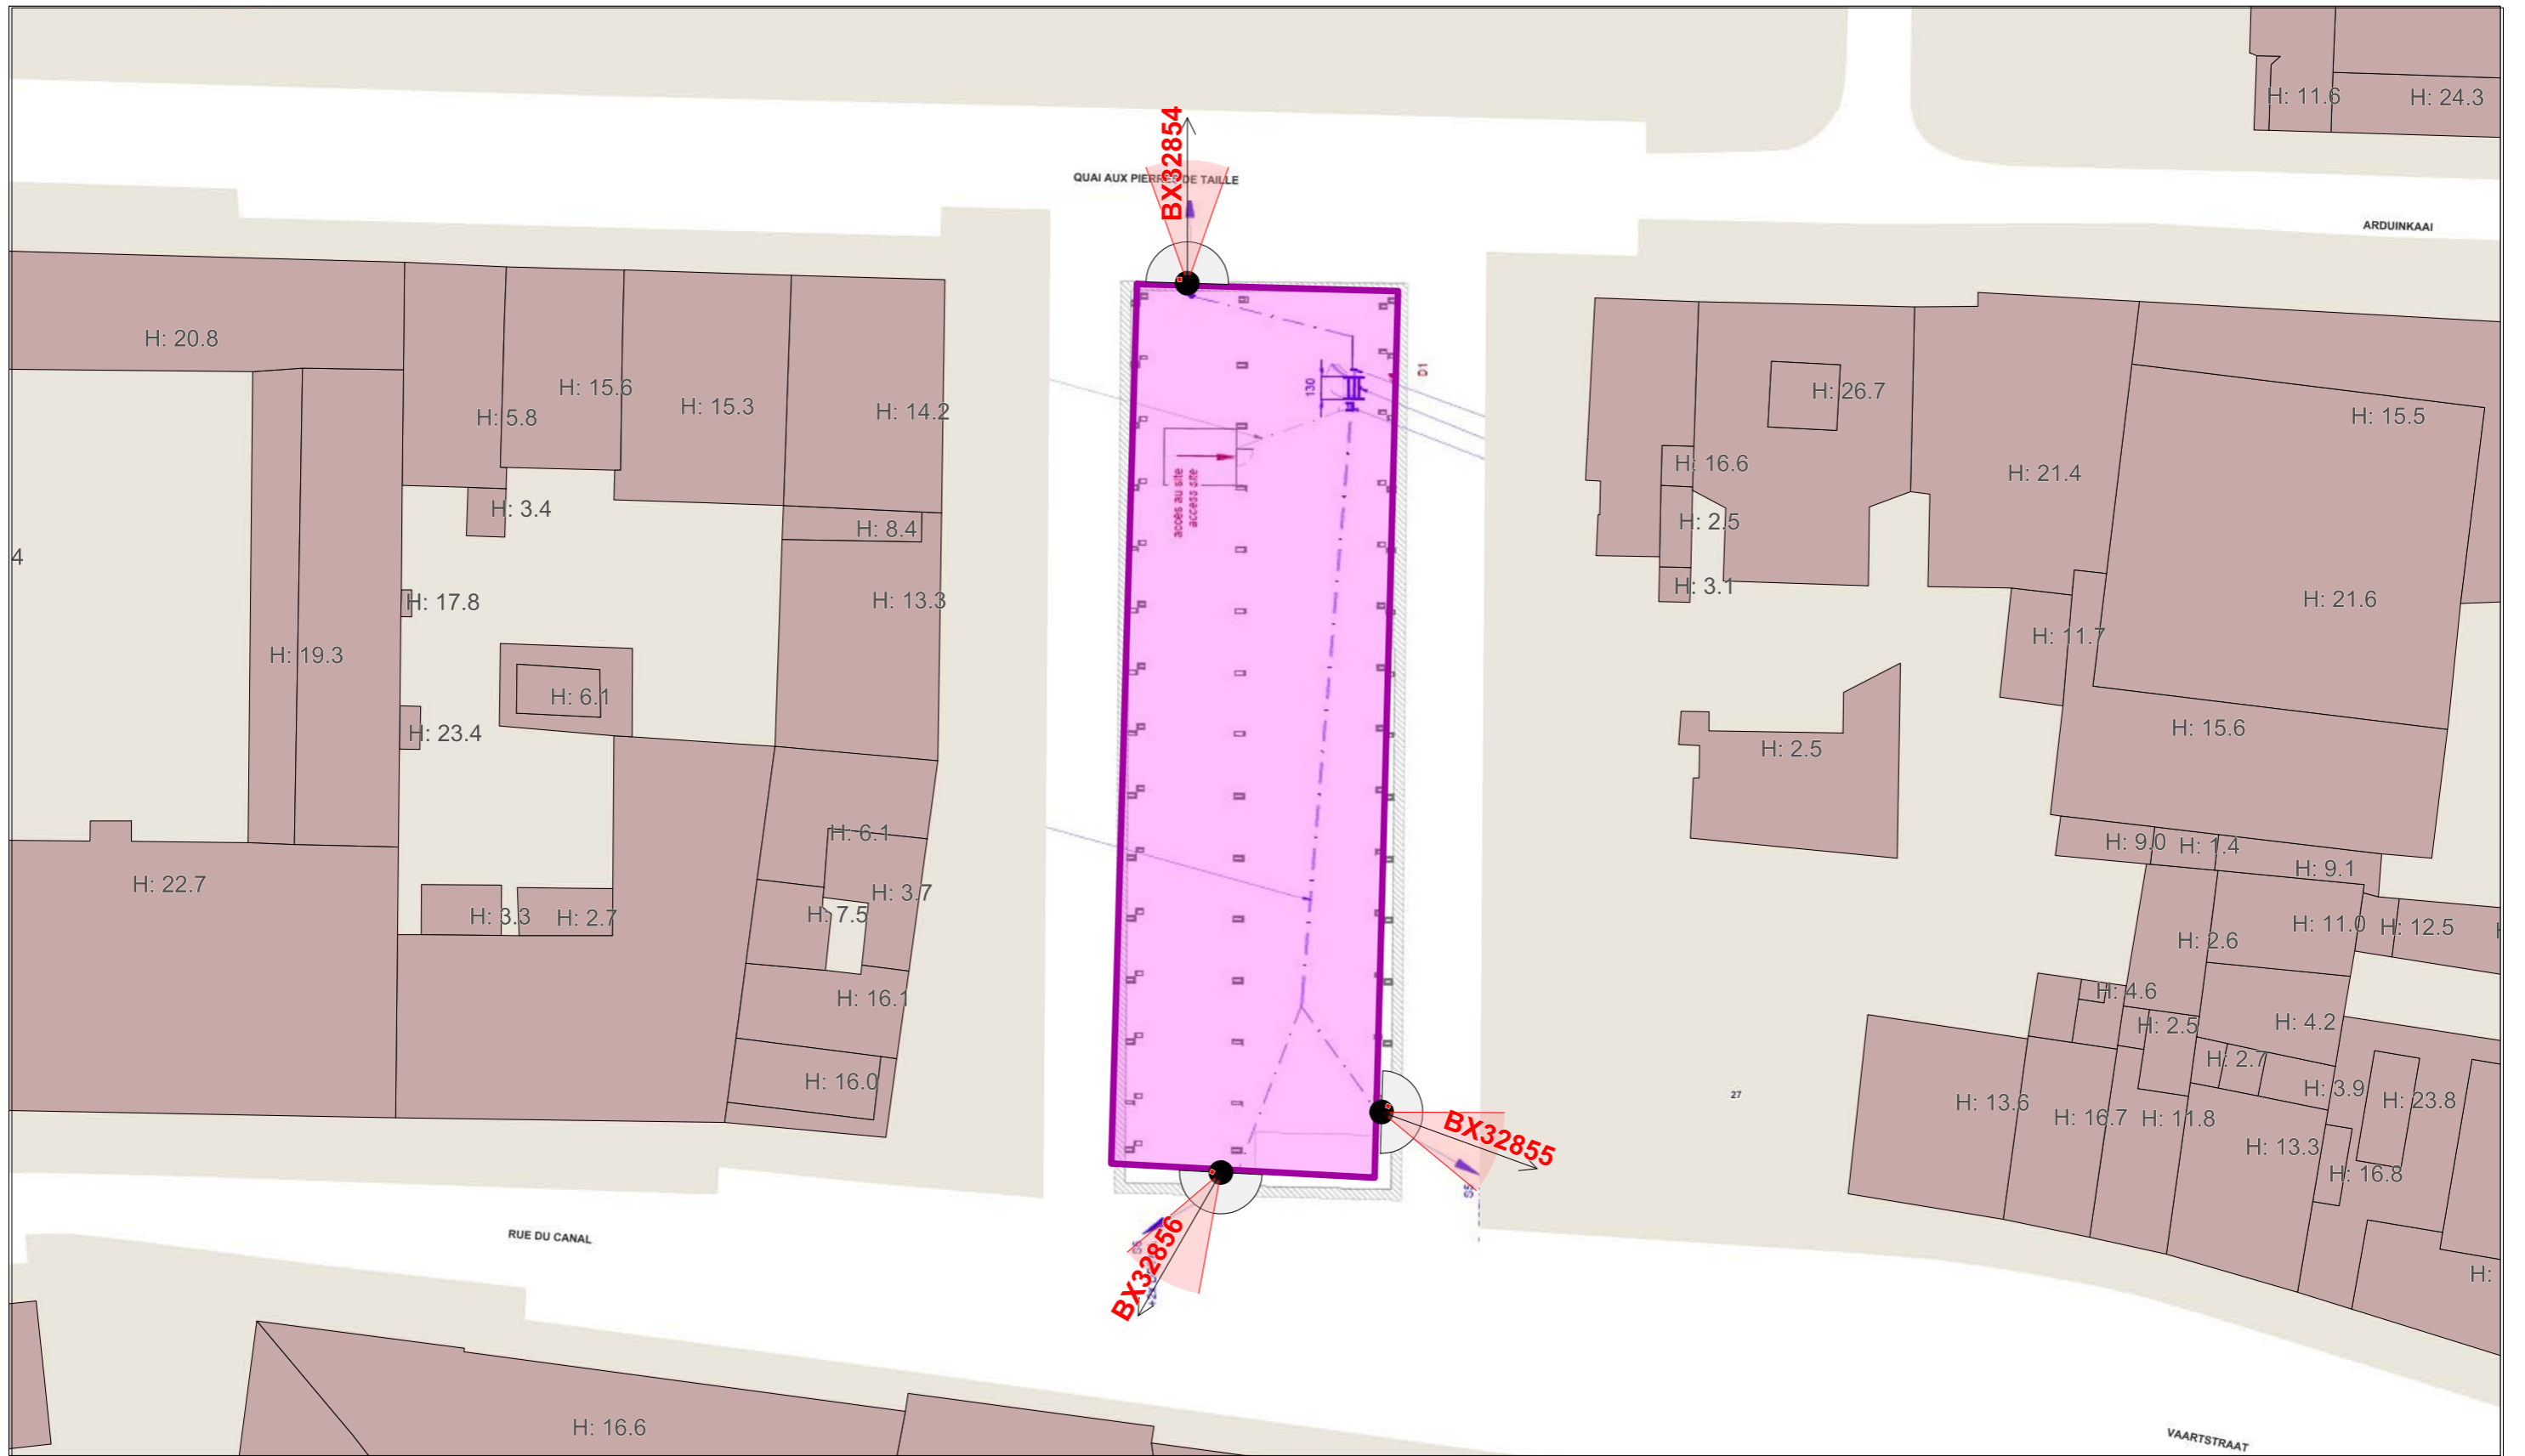 H: 11.6
H: 24.3
BX32854
QUAI AUX PIERRES DE TAILLE
ARDUINKAAI
H: 20.8
H: 5.8
H: 15.6
H: 15.3
H: 14.2
130
D1
H: 26.7
H: 15.5
H: 16.6
H: 21.4
H: 3.4
H: 8.4
accès au site
access site
H: 2.5
4
H: 17.8
H: 13.3
H: 3.1
H: 21.6
H: 19.3
H: 11.7
H: 6.1
H: 23.4
H: 2.5
H: 15.6
H: 6.1
H: 9.0
H: 1.4
H: 9.1
H: 22.7
H: 3.3
H: 2.7
H: 7.5
H: 3.7
H: 11.0
H: 12.5
H: 2.6
H: 16.1
H: 4.6
H: 2.5
H: 4.2
H: 2.7
H: 16.0
27
H: 3.9
H: 23.8
H: 13.6
H: 16.7
H: 11.8
BX32855
H: 13.3
H: 16.8
S5
RUE DU CANAL
BX32856
H:
H: 16.6
VAARTSTRAAT